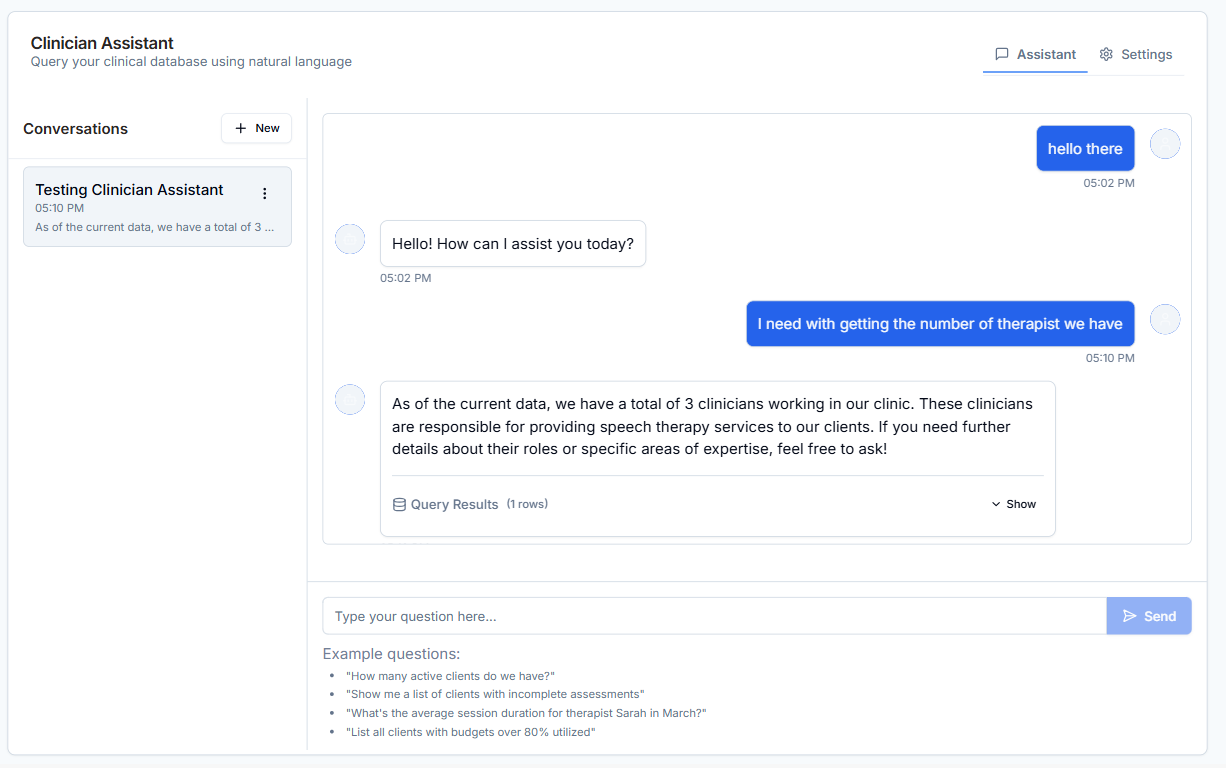 Clinician Assistant
Query your clinical database using natural language
Assistant
Settings
Conversations
New
Testing Clinician Assistant
05:10 PM
As of the current data, we have a total of 3 ...
hello there
05:02 PM
Hello! How can I assist you today?
05:02 PM
I need with getting the number of therapist we have
05:10 PM
As of the current data, we have a total of 3 clinicians working in our clinic. These clinicians
are responsible for providing speech therapy services to our clients. If you need further
details about their roles or specific areas of expertise, feel free to ask!
Query Results (1 rows)
Show
Type your question here...
Send
Example questions:
• "How many active clients do we have?"
• "Show me a list of clients with incomplete assessments"
• "What's the average session duration for therapist Sarah in March?"
• "List all clients with budgets over 80% utilized"